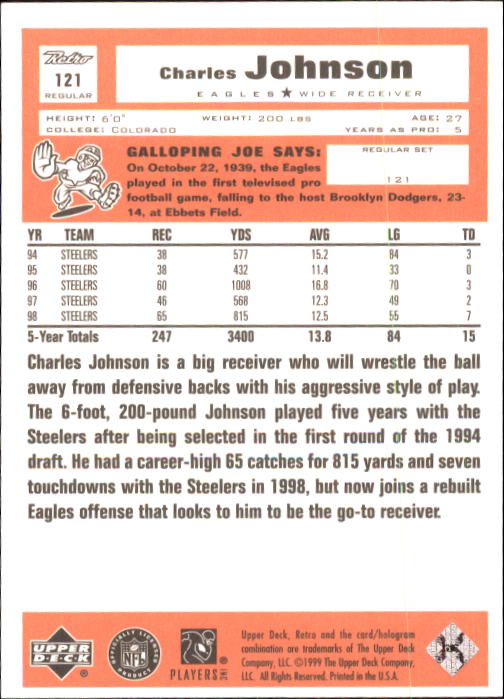 Retro
121
REGULAR
Charles Johnson
EAGLES ★ WIDE RECEIVER
HEIGHT: 6'0" WEIGHT: 200 LBS AGE: 27
COLLEGE: COLORADO YEARS AS PRO: 5
GALLOPING JOE SAYS:
On October 22, 1939, the Eagles
played in the first televised pro
football game, falling to the host Brooklyn Dodgers, 23-
14, at Ebbets Field.
REGULAR SET
121
YR TEAM REC YDS AVG LG TD
94 STEELERS 38 577 15.2 84 3
95 STEELERS 38 432 11.4 33 0
96 STEELERS 60 1008 16.8 70 3
97 STEELERS 46 568 12.3 49 2
98 STEELERS 65 815 12.5 55 7
5-Year Totals 247 3400 13.8 84 15
Charles Johnson is a big receiver who will wrestle the ball
away from defensive backs with his aggressive style of play.
The 6-foot, 200-pound Johnson played five years with the
Steelers after being selected in the first round of the 1994
draft. He had a career-high 65 catches for 815 yards and seven
touchdowns with the Steelers in 1998, but now joins a rebuilt
Eagles offense that looks to him to be the go-to receiver.
UPPER
DECK
OFFICIALLY LICENSED
NFL
PRODUCT
PLAYERS INC
Upper Deck, Retro and the card/hologram
combination are trademarks of The Upper Deck
Company, LLC. ©1999 The Upper Deck Company,
LLC. All Rights Reserved. Printed in the U.S.A.